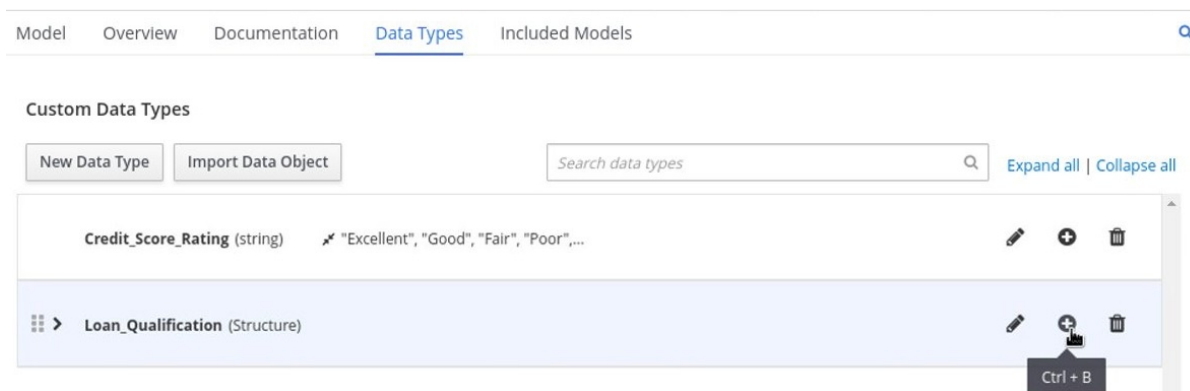 Model Overview Documentation Data Types Included Models
Custom Data Types
New Data Type Import Data Object Search data types Expand all | Collapse all
Credit_Score_Rating (string) "Excellent", "Good", "Fair", "Poor",...
Loan_Qualification (Structure)
Ctrl + B